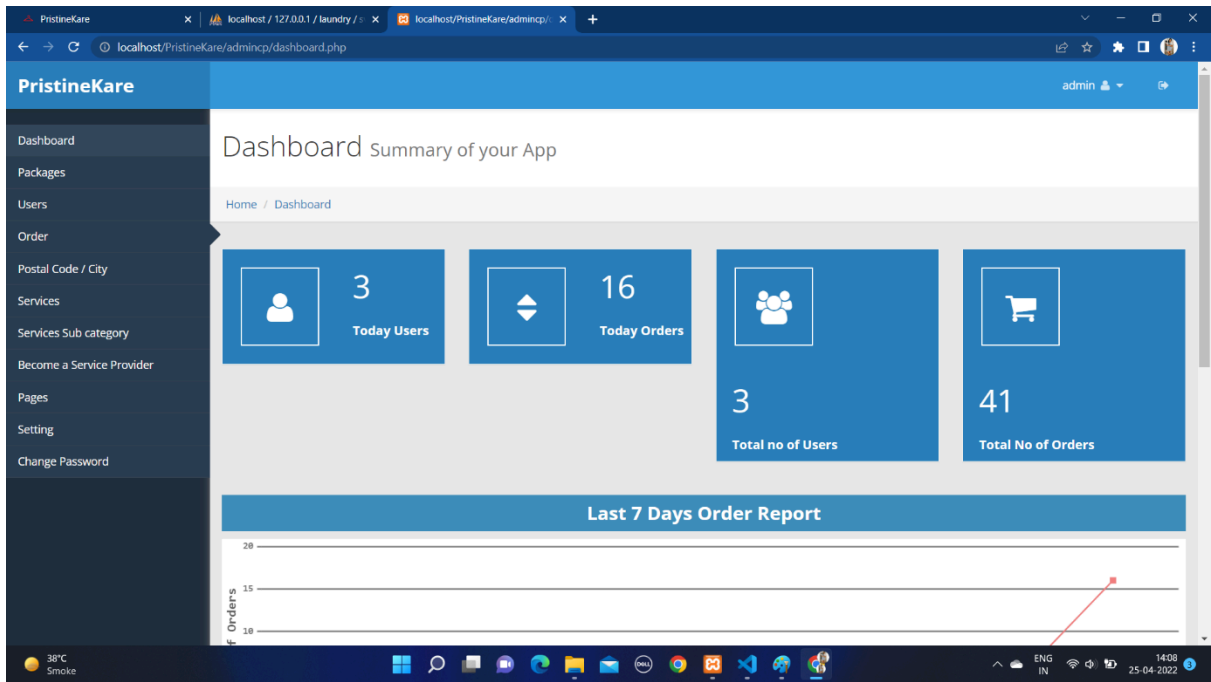 PristineKare
localhost / 127.0.0.1 / laundry / s
localhost/PristineKare/admincp/
localhost/PristineKare/admincp/dashboard.php
PristineKare
admin
Dashboard
Packages
Users
Order
Postal Code / City
Services
Services Sub category
Become a Service Provider
Pages
Setting
Change Password
Dashboard Summary of your App
Home / Dashboard
3
Today Users
16
Today Orders
3
Total no of Users
41
Total No of Orders
Last 7 Days Order Report
20
15
10
Orders
38°C
Smoke
DELL
ENG
IN
14:08
25-04-2022
3